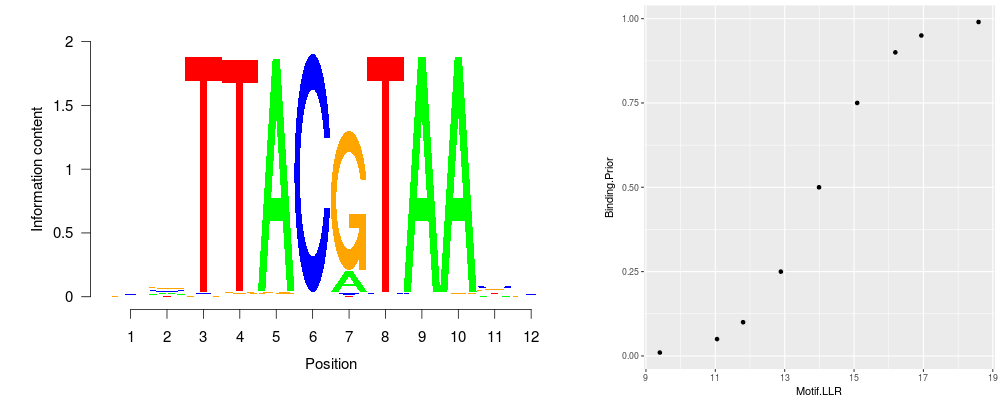 2
1.5
1
0.5
0
Information content
TTACGTAA
A
1 2 3 4 5 6 7 8 9 10 11 12
Position
1.00
0.75
0.50
0.25
0.00
Binding.Prior
9 11 13 15 17 19
Motif.LLR